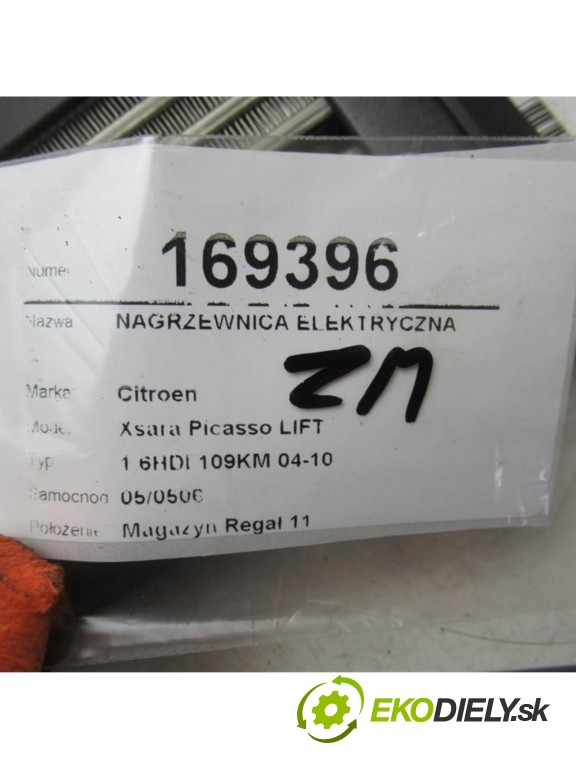 Numer 169396
Nazwa NAGRZEWNICA ELEKTRYCZNA
ZM
Marka Citroen
Model Xsara Picasso LIFT
Typ 1.6HDI 109KM 04-10
Samochód 05/0506
Położenie Magazyn Regał 11
EKODIELY.sk